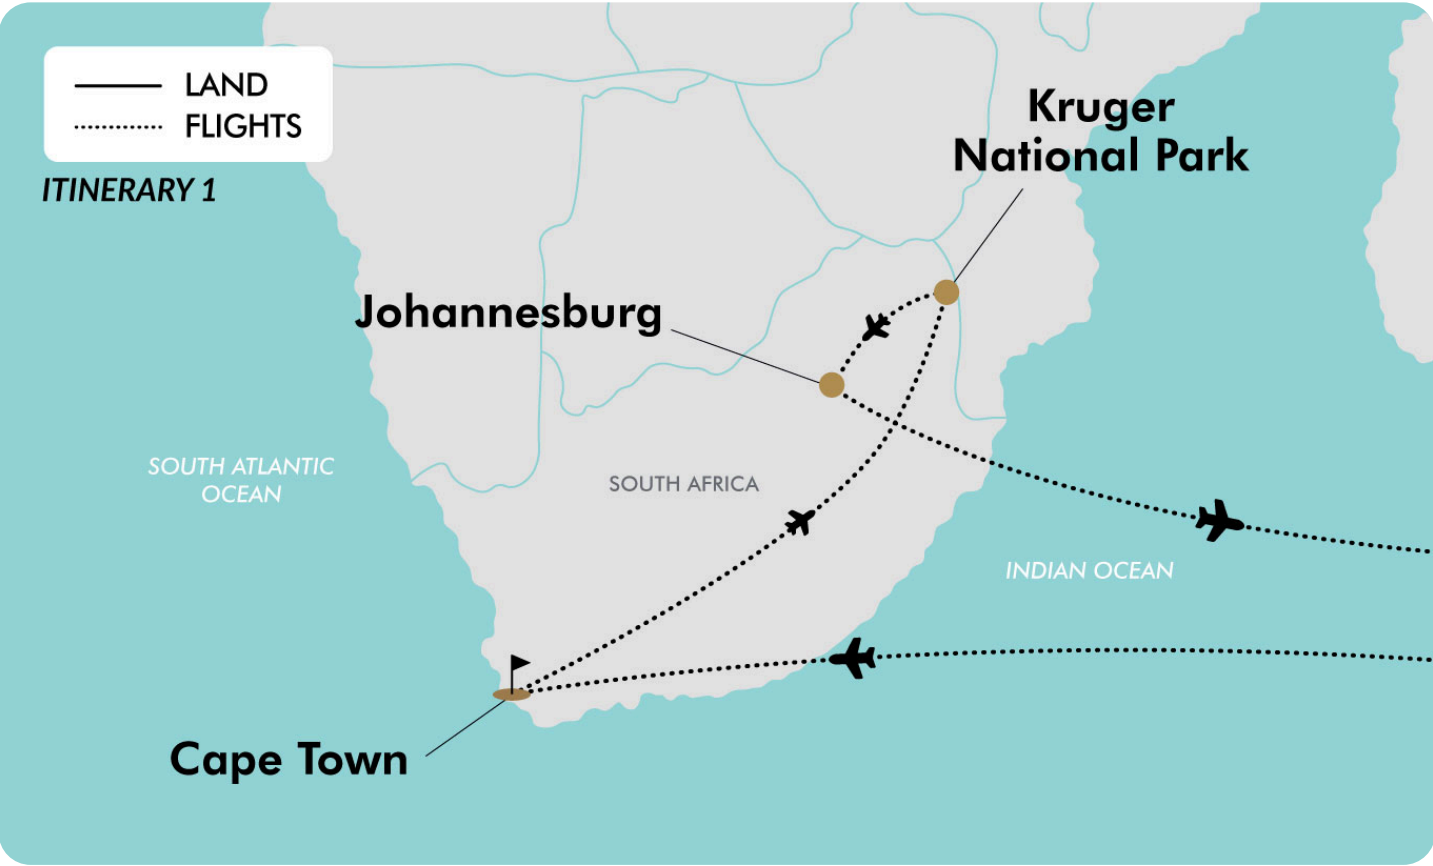 LAND
FLIGHTS
ITINERARY 1
Kruger
National Park
Johannesburg
SOUTH ATLANTIC
OCEAN
SOUTH AFRICA
INDIAN OCEAN
Cape Town